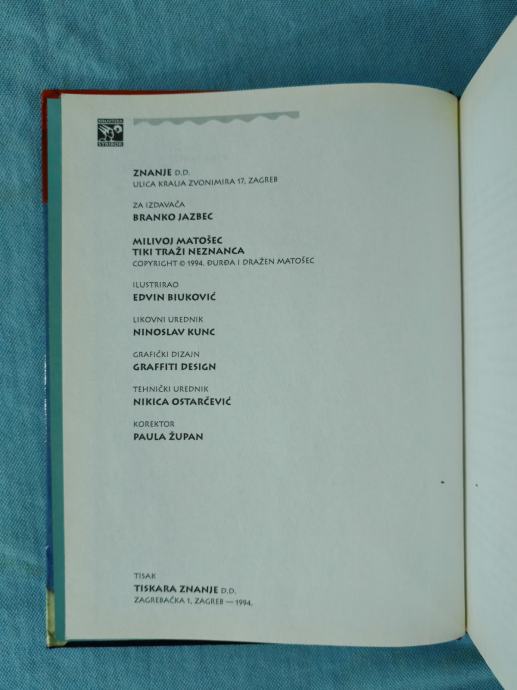 BIBLIOTEKA
STRIBOR
ZNANJE D.D.
ULICA KRALJA ZVONIMIRA 17, ZAGREB
ZA IZDAVAČA
BRANKO JAZBEC
MILIVOJ MATOŠEC
TIKI TRAŽI NEZNANCA
COPYRIGHT © 1994. ĐURĐA I DRAŽEN MATOŠEC
ILUSTRIRAO
EDVIN BIUKOVIĆ
LIKOVNI UREDNIK
NINOSLAV KUNC
GRAFIČKI DIZAJN
GRAFFITI DESIGN
TEHNIČKI UREDNIK
NIKICA OSTARČEVIĆ
KOREKTOR
PAULA ŽUPAN
TISAK
TISKARA ZNANJE D.D.
ZAGREBAČKA 1, ZAGREB — 1994.